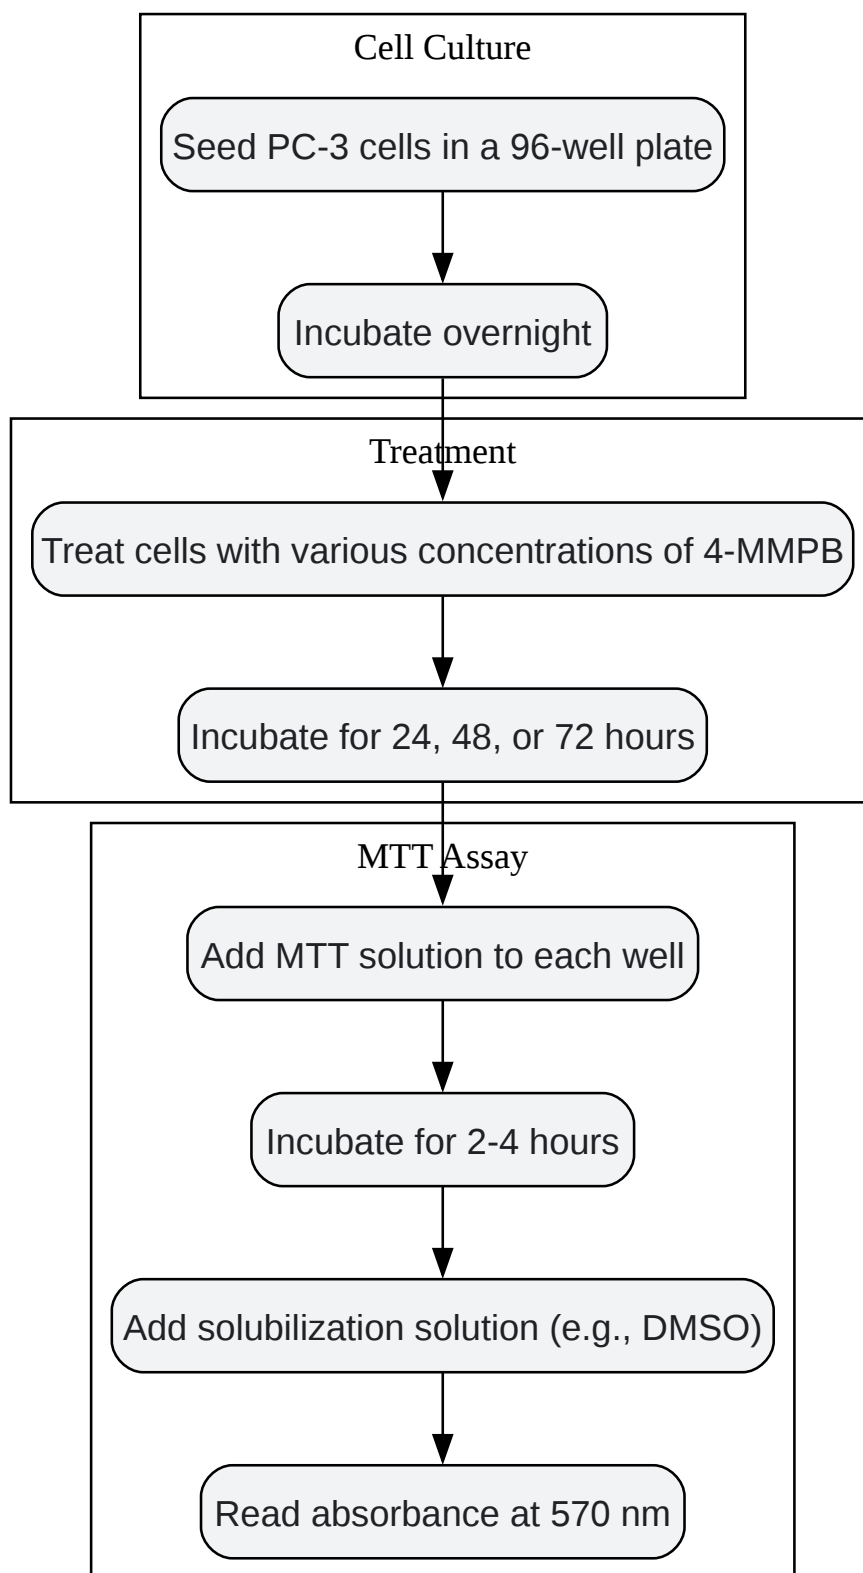 Cell Culture
Seed PC-3 cells in a 96-well plate
Incubate overnight
Treatment
Treat cells with various concentrations of 4-MMPB
Incubate for 24, 48, or 72 hours
MTT Assay
Add MTT solution to each well
Incubate for 2-4 hours
Add solubilization solution (e.g., DMSO)
Read absorbance at 570 nm